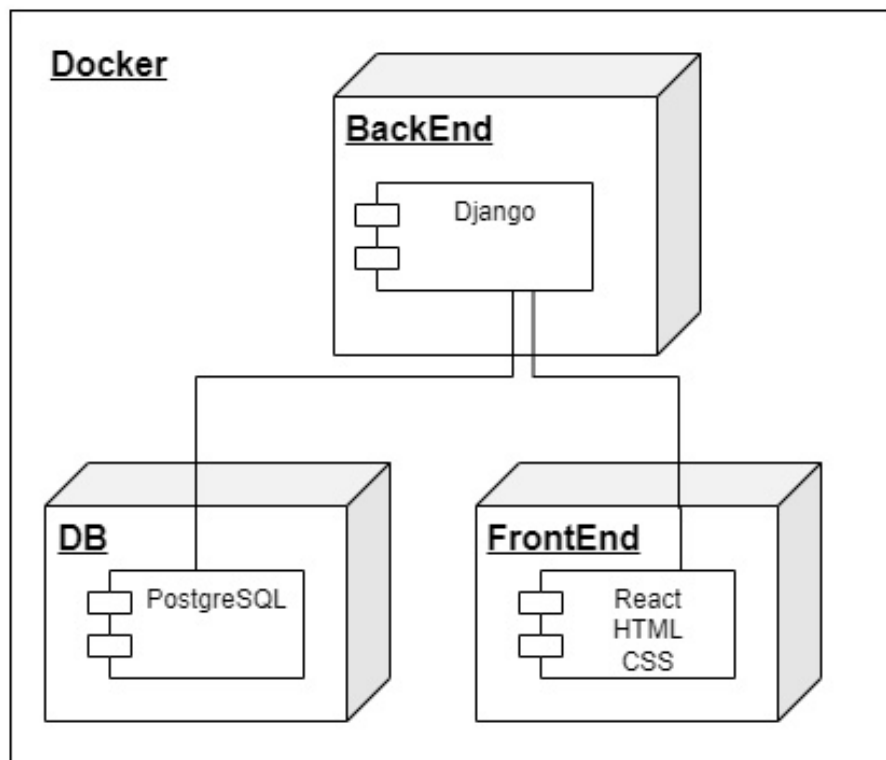 Docker
BackEnd
Django
DB
PostgreSQL
FrontEnd
React
HTML
CSS